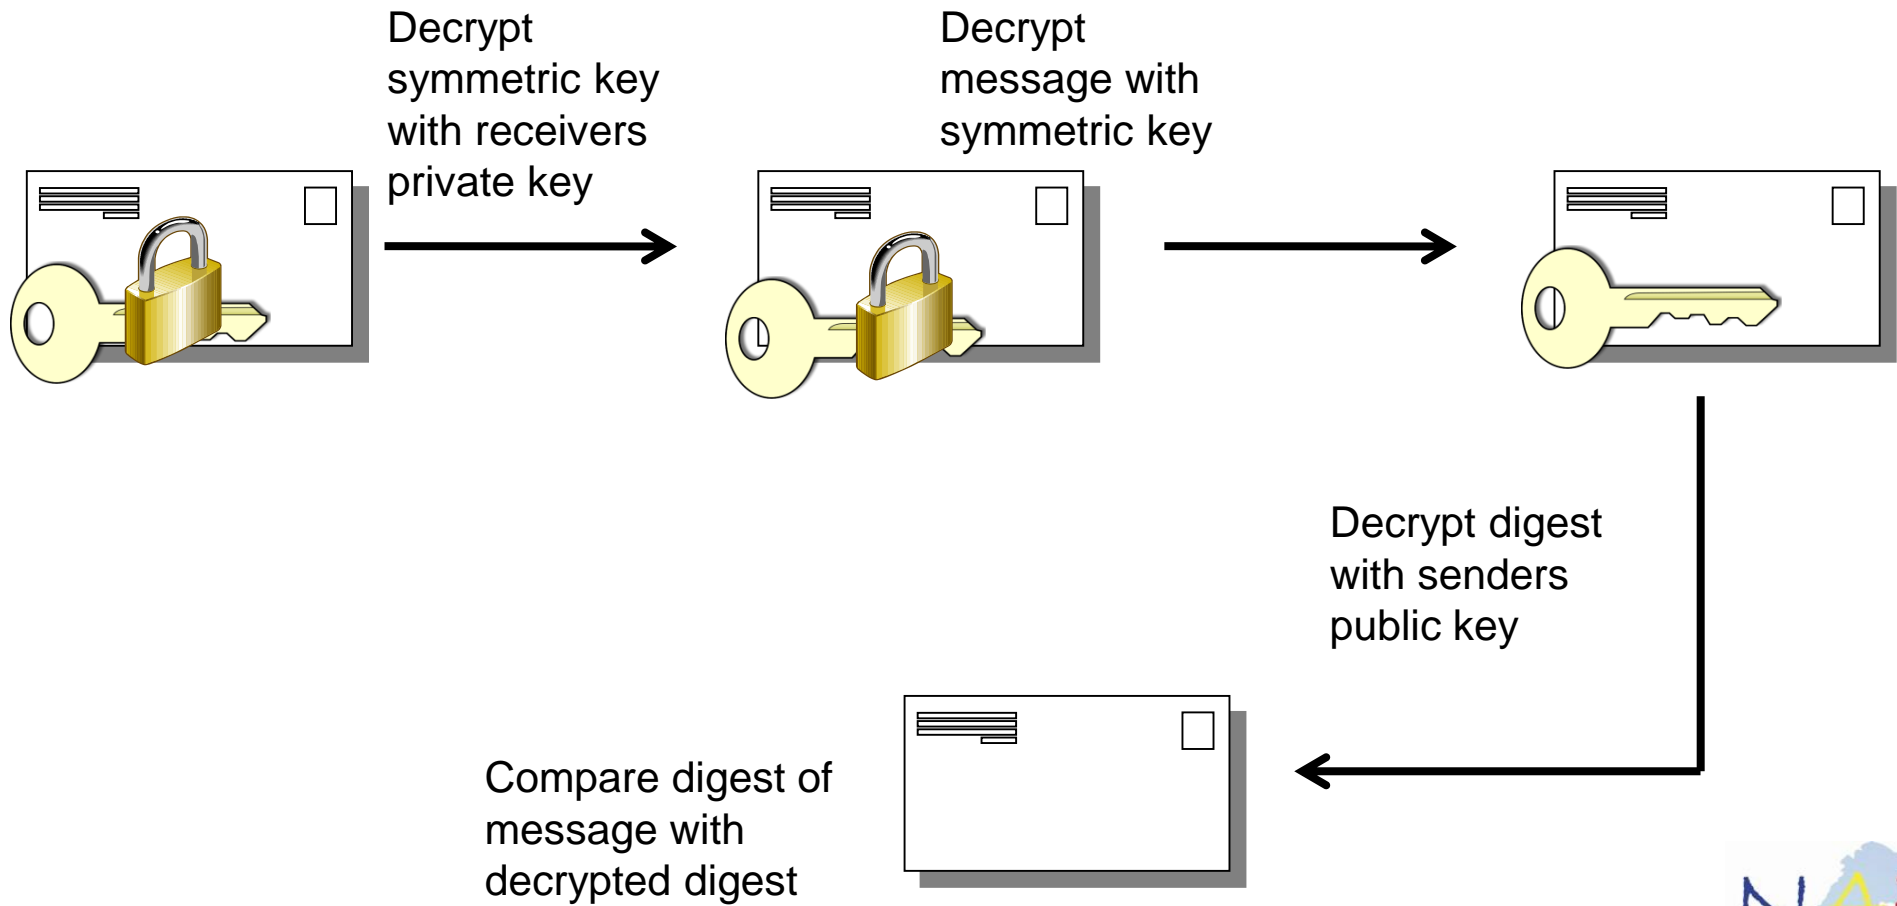 Decrypt
symmetric key
with receivers
private key
Decrypt
message with
symmetric key
Decrypt digest
with senders
public key
Compare digest of
message with
decrypted digest